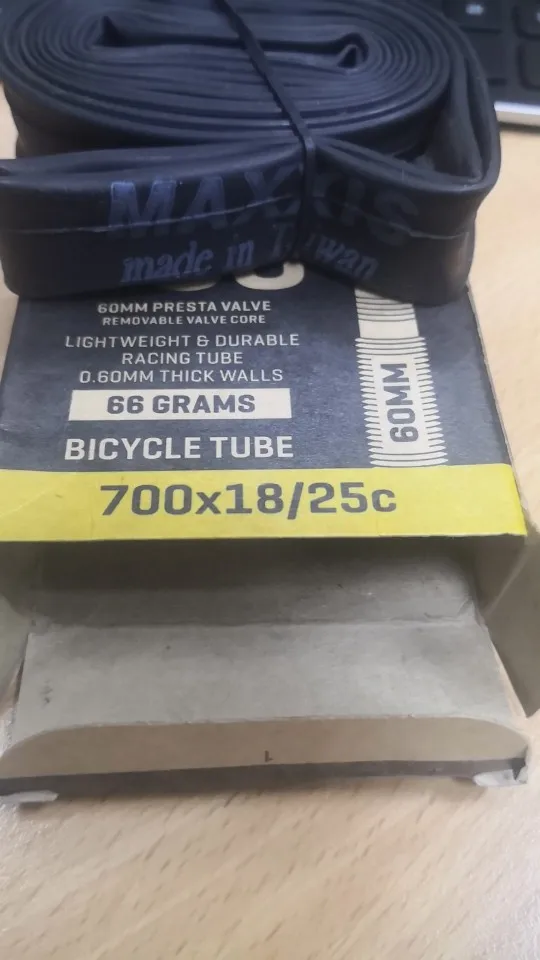 MAXXIS
made in Taiwan
60MM PRESTA VALVE
REMOVABLE VALVE CORE
LIGHTWEIGHT & DURABLE
RACING TUBE
0.60MM THICK WALLS
66 GRAMS
BICYCLE TUBE
60MM
700x18/25c